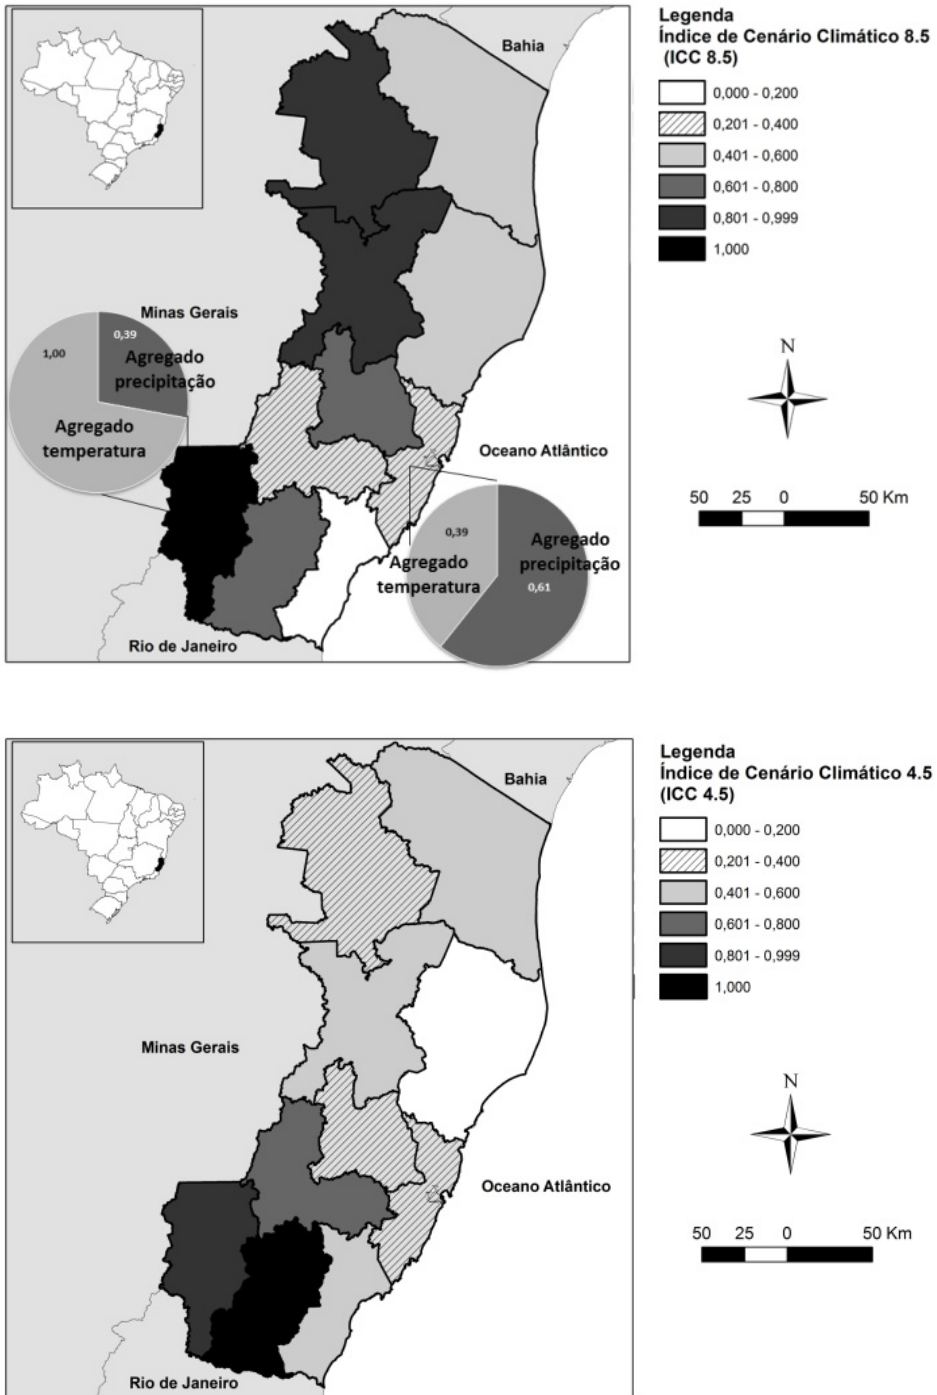 Legenda
Índice de Cenário Climático 8.5
(ICC 8.5)
0,000 - 0,200
0,201 - 0,400
0,401 - 0,600
0,601 - 0,800
0,801 - 0,999
1,000
Bahia
Minas Gerais
0,39
1,00
Agregado
precipitação
Agregado
temperatura
Oceano Atlântico
0,39
Agregado
precipitação
Agregado
temperatura
0,61
Rio de Janeiro
N
50 25 0 50 Km
Legenda
Índice de Cenário Climático 4.5
(ICC 4.5)
0,000 - 0,200
0,201 - 0,400
0,401 - 0,600
0,601 - 0,800
0,801 - 0,999
1,000
Bahia
Minas Gerais
Oceano Atlântico
Rio de Janeiro
N
50 25 0 50 Km